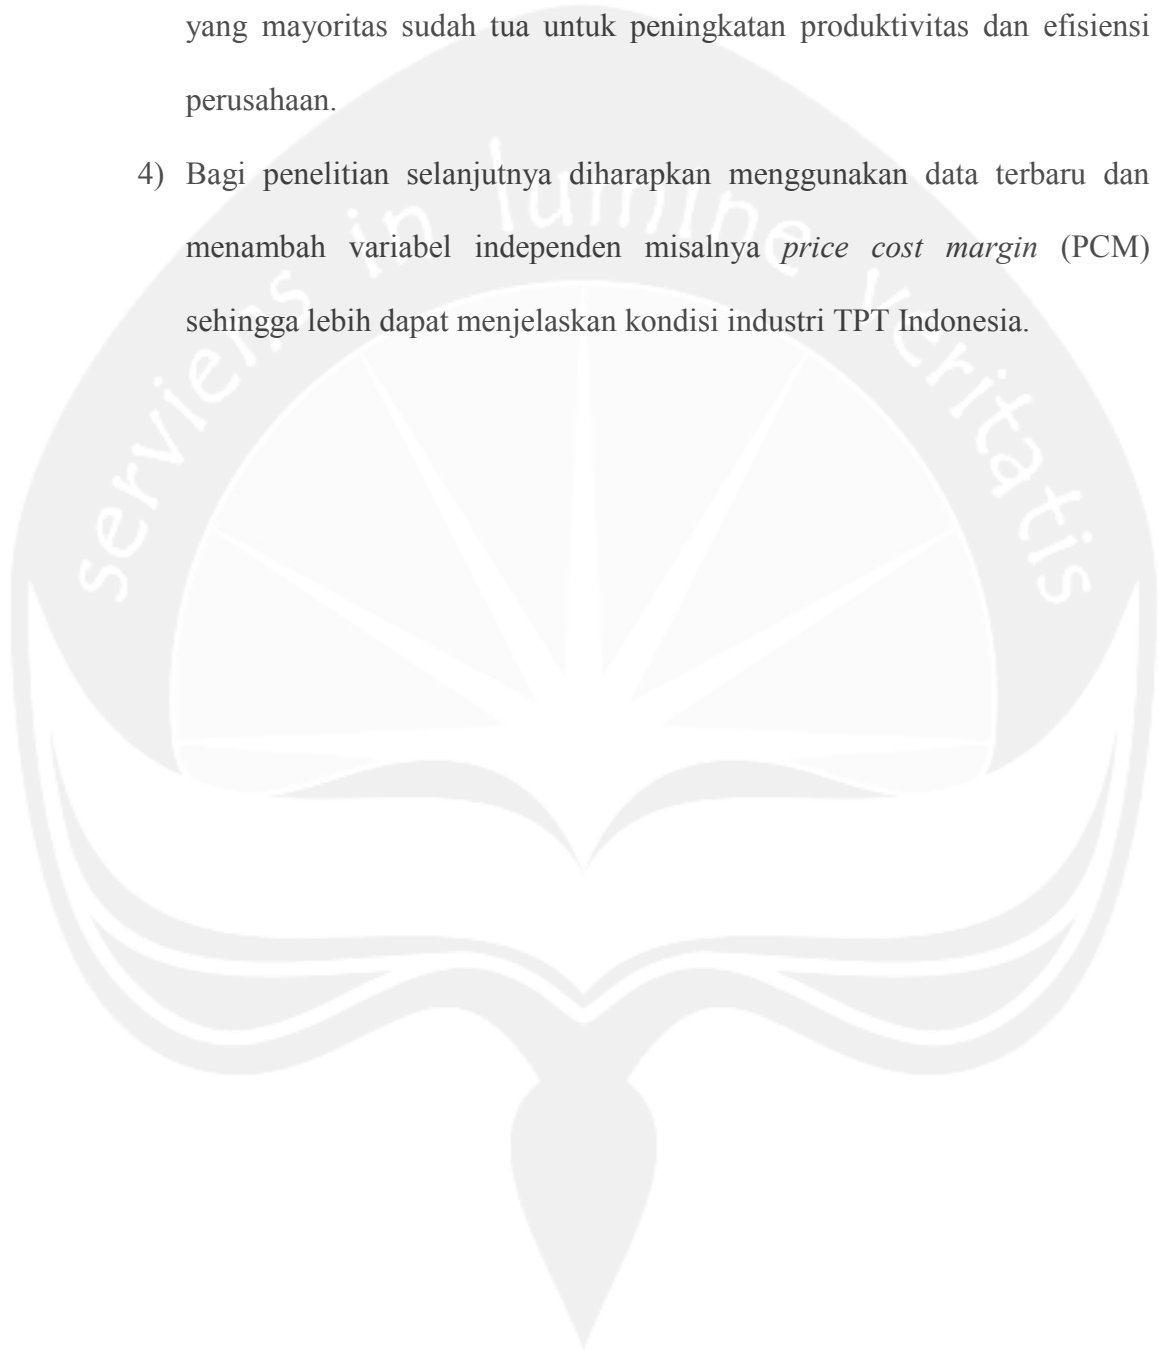 yang mayoritas sudah tua untuk peningkatan produktivitas dan efisiensi
perusahaan.
4) Bagi penelitian selanjutnya diharapkan menggunakan data terbaru dan
menambah variabel independen misalnya price cost margin (PCM)
sehingga lebih dapat menjelaskan kondisi industri TPT Indonesia.
serviens in lumine veritatis